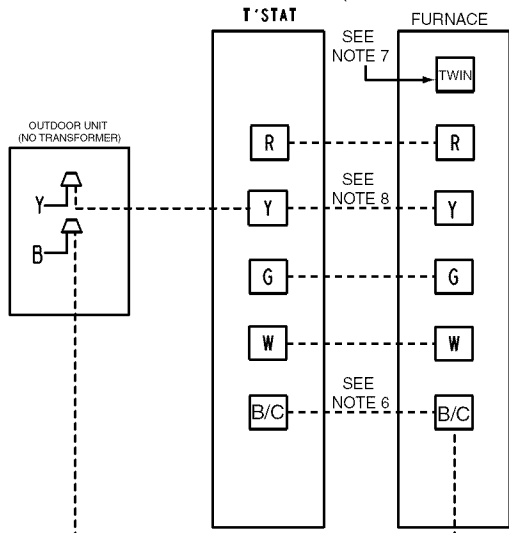 T'STAT
FURNACE
SEE
NOTE 7
TWIN
OUTDOOR UNIT
(NO TRANSFORMER)
R
R
SEE
NOTE 8
Y
Y
Y
B
G
G
W
W
SEE
NOTE 6
B/C
B/C